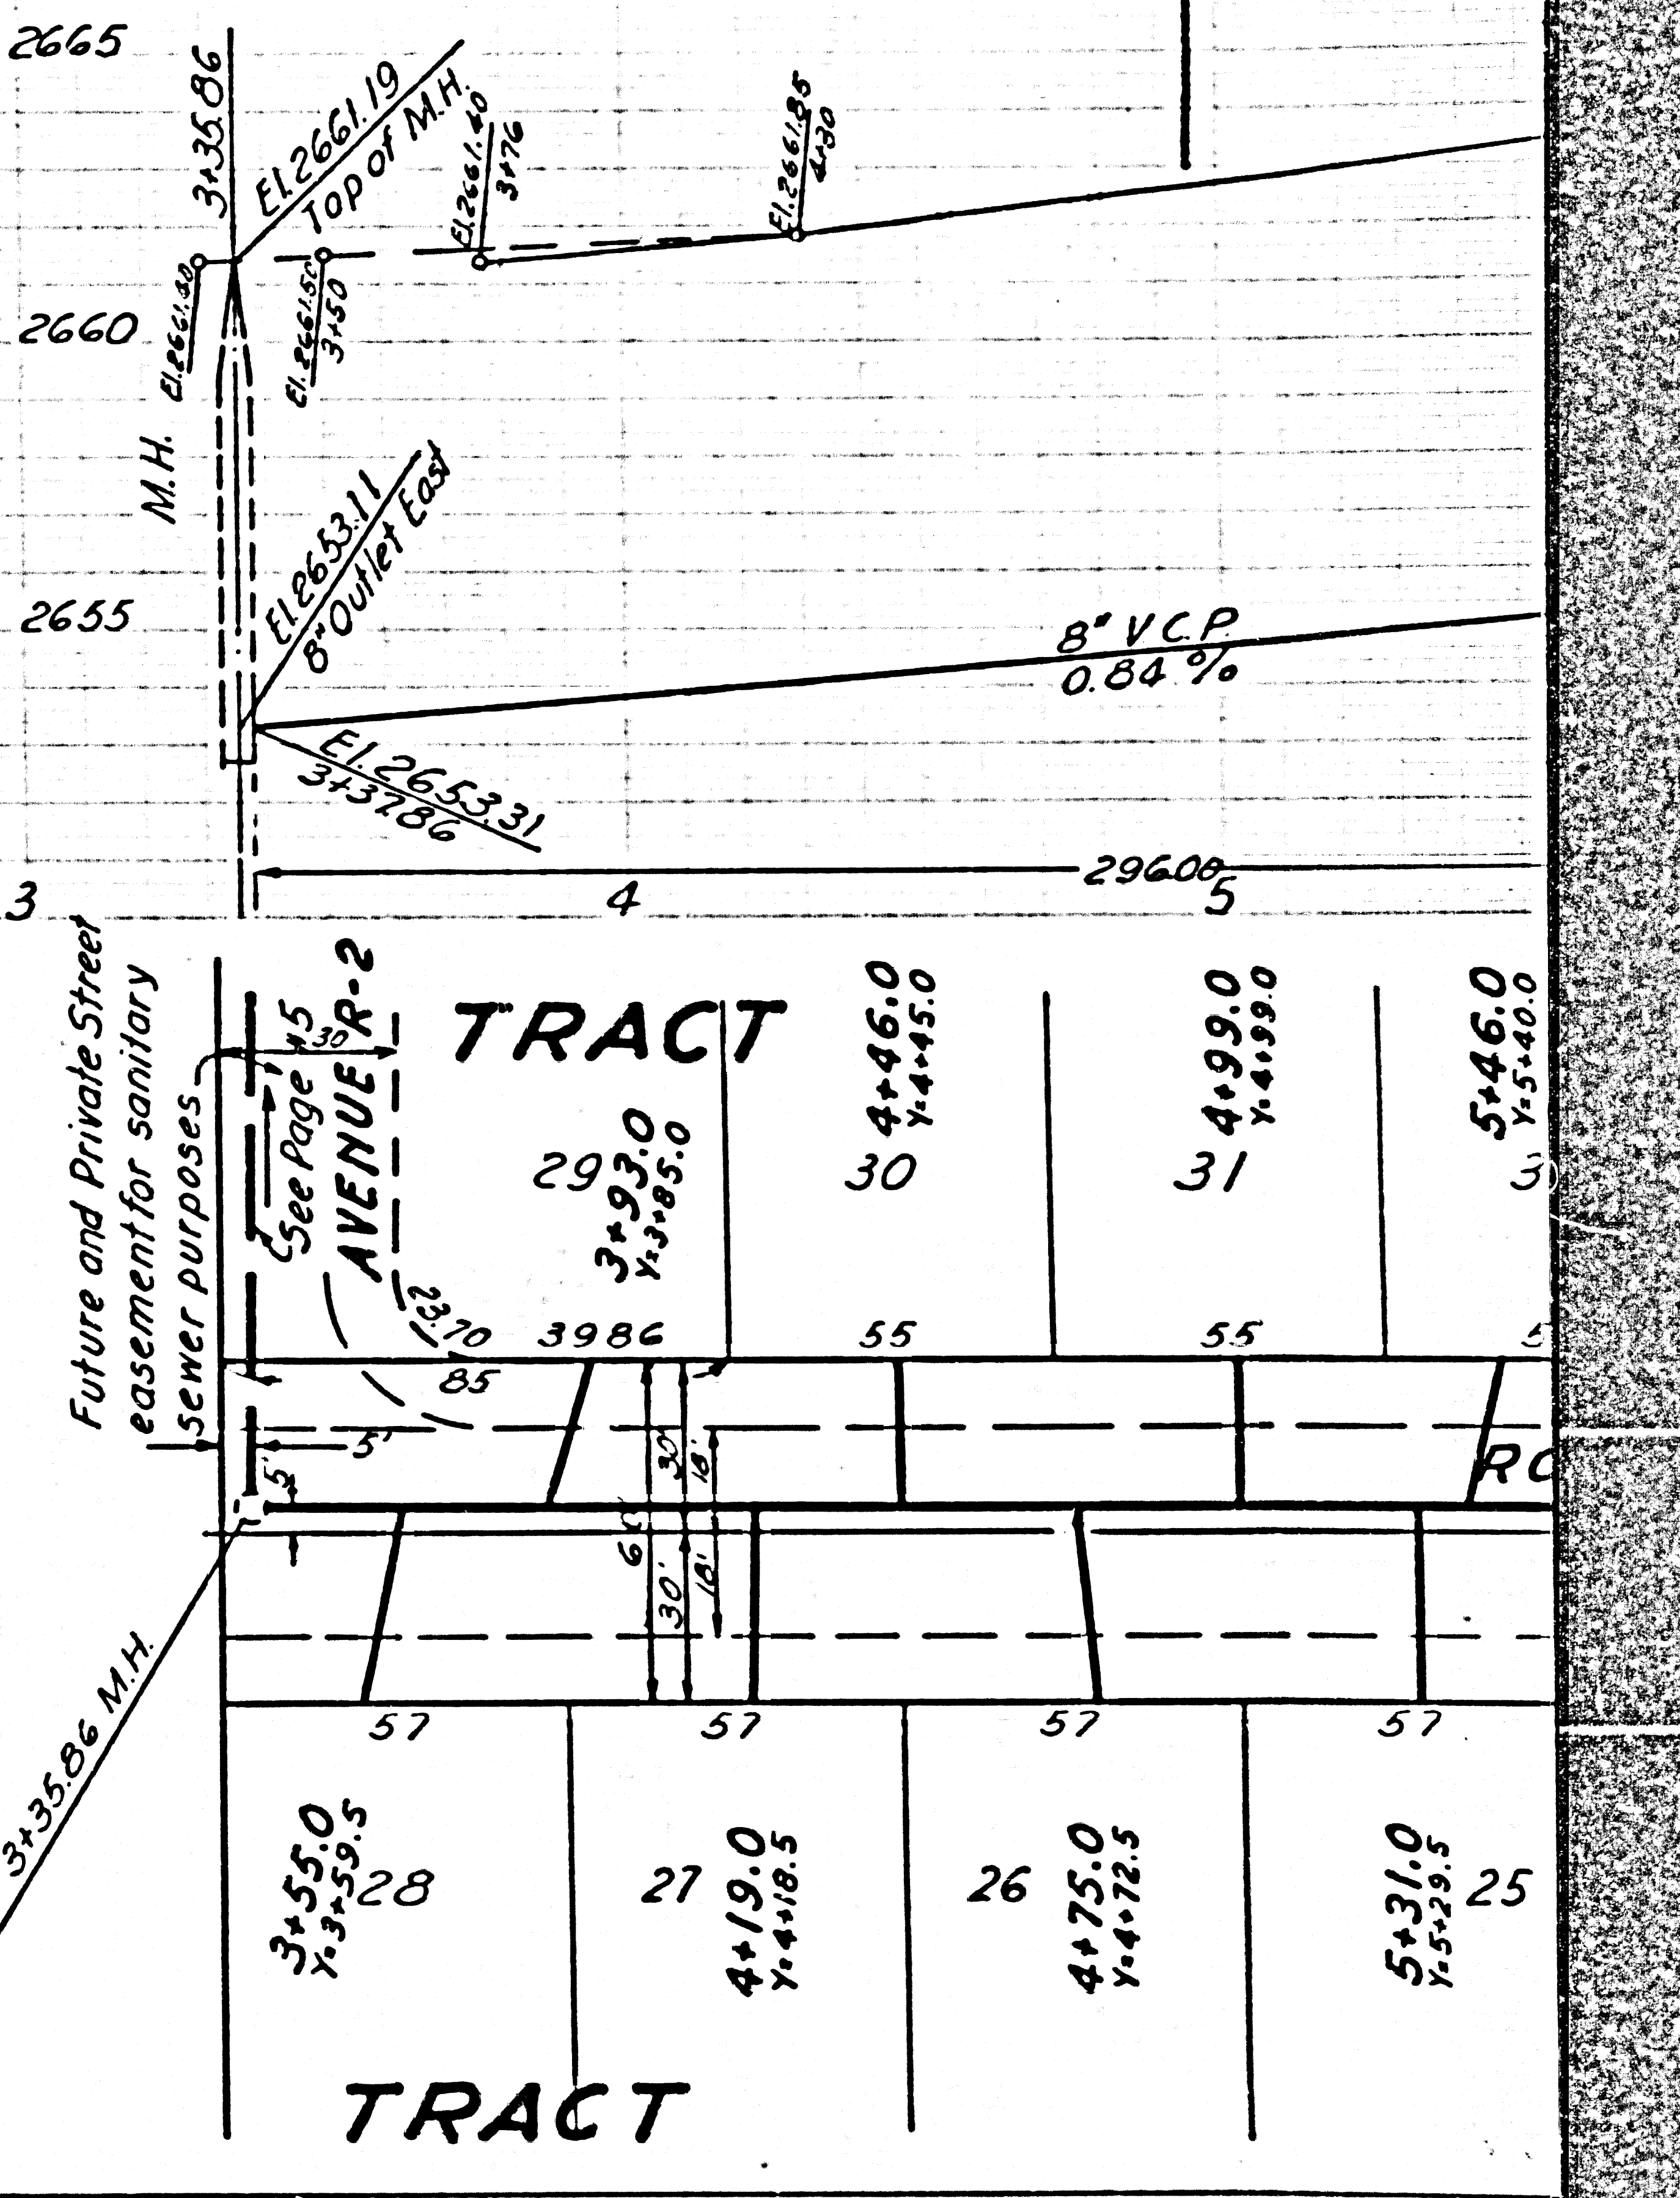 2665
3+35.86
El.2661.19
Top of M.H.
El.2661.40
3+76
El.2661.85
4+30
El.2661.30
El.2661.50
3+50
2660
M.H.
El.2653.11
8" Outlet East
2655
8" V.C.P.
0.84 %
El.2653.31
3+37.86
296.00
3
4
5
Future and Private Street
easement for sanitary
sewer purposes
30
See Page
AVENUE R-2
TRACT
4+46.0
Y=4+45.0
4+99.0
Y=4+99.0
5+46.0
Y=5+40.0
29
3+93.0
Y=3+85.0
30
31
70
3986
55
55
85
5'
5'
30'
18'
30'
18'
57
57
57
57
3+35.86 M.H.
3+55.0
Y=3+59.5
28
27
4+19.0
Y=4+18.5
26
4+75.0
Y=4+72.5
5+31.0
Y=5+29.5
25
TRACT